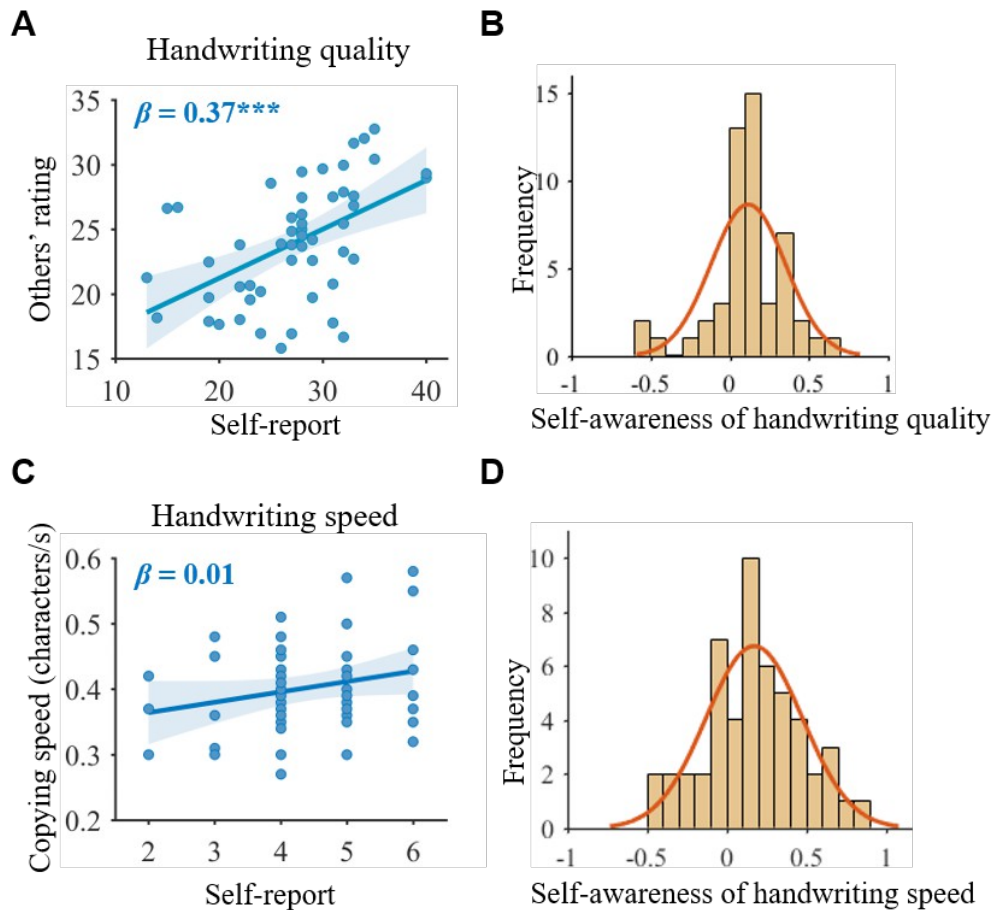 A
Handwriting quality
β = 0.37***
Others' rating
35
30
25
20
15
10
20
30
40
Self-report
B
Frequency
15
10
5
0
-1
-0.5
0
0.5
1
Self-awareness of handwriting quality
C
Handwriting speed
β = 0.01
Copying speed (characters/s)
0.6
0.5
0.4
0.3
0.2
2
3
4
5
6
Self-report
D
Frequency
10
8
6
4
2
0
-1
-0.5
0
0.5
1
Self-awareness of handwriting speed